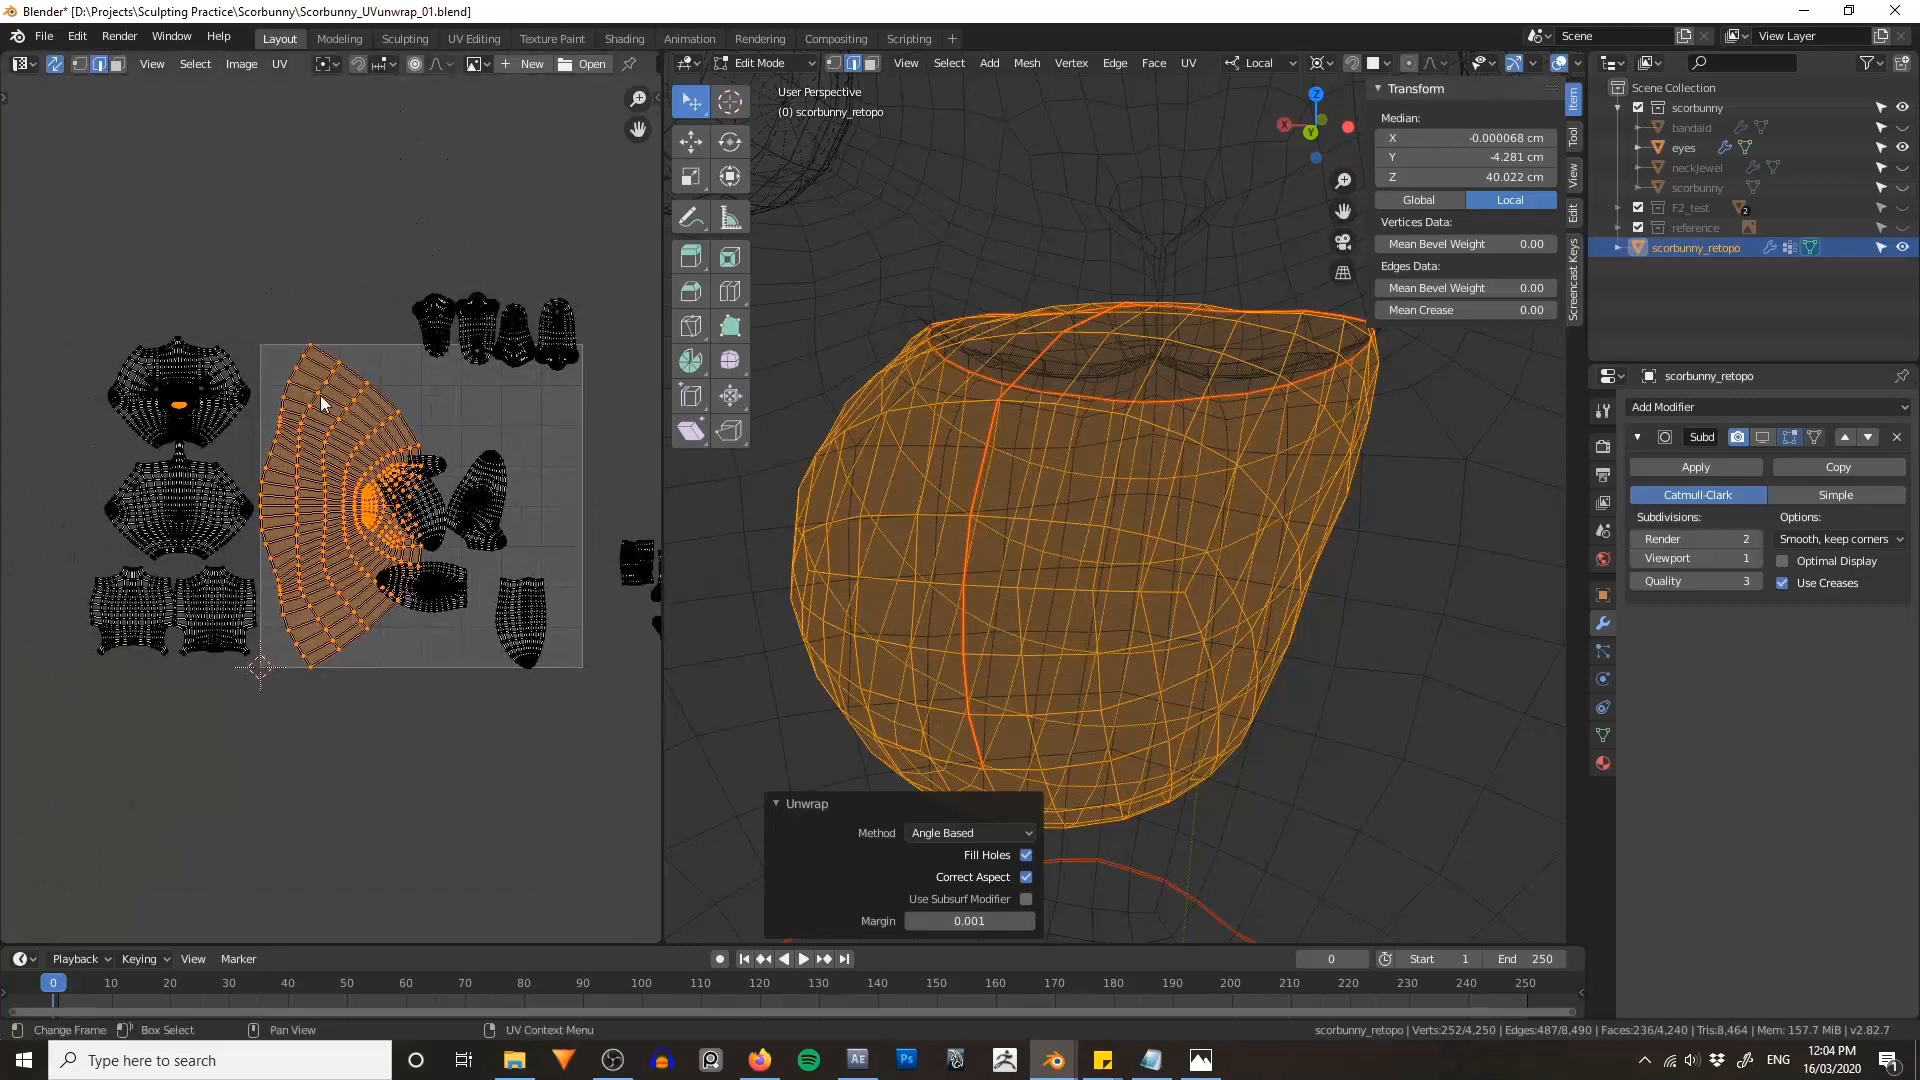 Blender* [D:\Projects\Sculpting Practice\Scorbunny\Scorbunny_UVunwrap_01.blend]
File Edit Render Window Help Layout Modeling Sculpting UV Editing Texture Paint Shading Animation Rendering Compositing Scripting + Scene View Layer
View Select Image UV New Open Edit Mode View Select Add Mesh Vertex Edge Face UV Local
User Perspective
(0) scorbunny_retopo
Transform
Median:
X -0.000068 cm
Y -4.281 cm
Z 40.022 cm
Global Local
Vertices Data:
Mean Bevel Weight 0.00
Edges Data:
Mean Bevel Weight 0.00
Mean Crease 0.00
Item
Tool
View
Edit
Screencast Keys
Scene Collection
scorbunny
bandaid
eyes
neckJewel
scorbunny
F2_test 2
reference
scorbunny_retopo
scorbunny_retopo
Add Modifier
Subd
Apply Copy
Catmull-Clark Simple
Subdivisions: Options:
Render 2 Smooth, keep corners
Viewport 1 Optimal Display
Quality 3 Use Creases
Unwrap
Method Angle Based
Fill Holes
Correct Aspect
Use Subsurf Modifier
Margin 0.001
Playback Keying View Marker 0 Start 1 End 250
0 10 20 30 40 50 60 70 80 90 100 110 120 130 140 150 160 170 180 190 200 210 220 230 240 250
Change Frame Box Select Pan View UV Context Menu scorbunny_retopo | Verts:252/4,250 | Edges:487/8,490 | Faces:236/4,240 | Tris:8,464 | Mem: 157.7 MiB | v2.82.7
Type here to search Ae Ps ENG 12:04 PM
16/03/2020
1
X
Y
Z